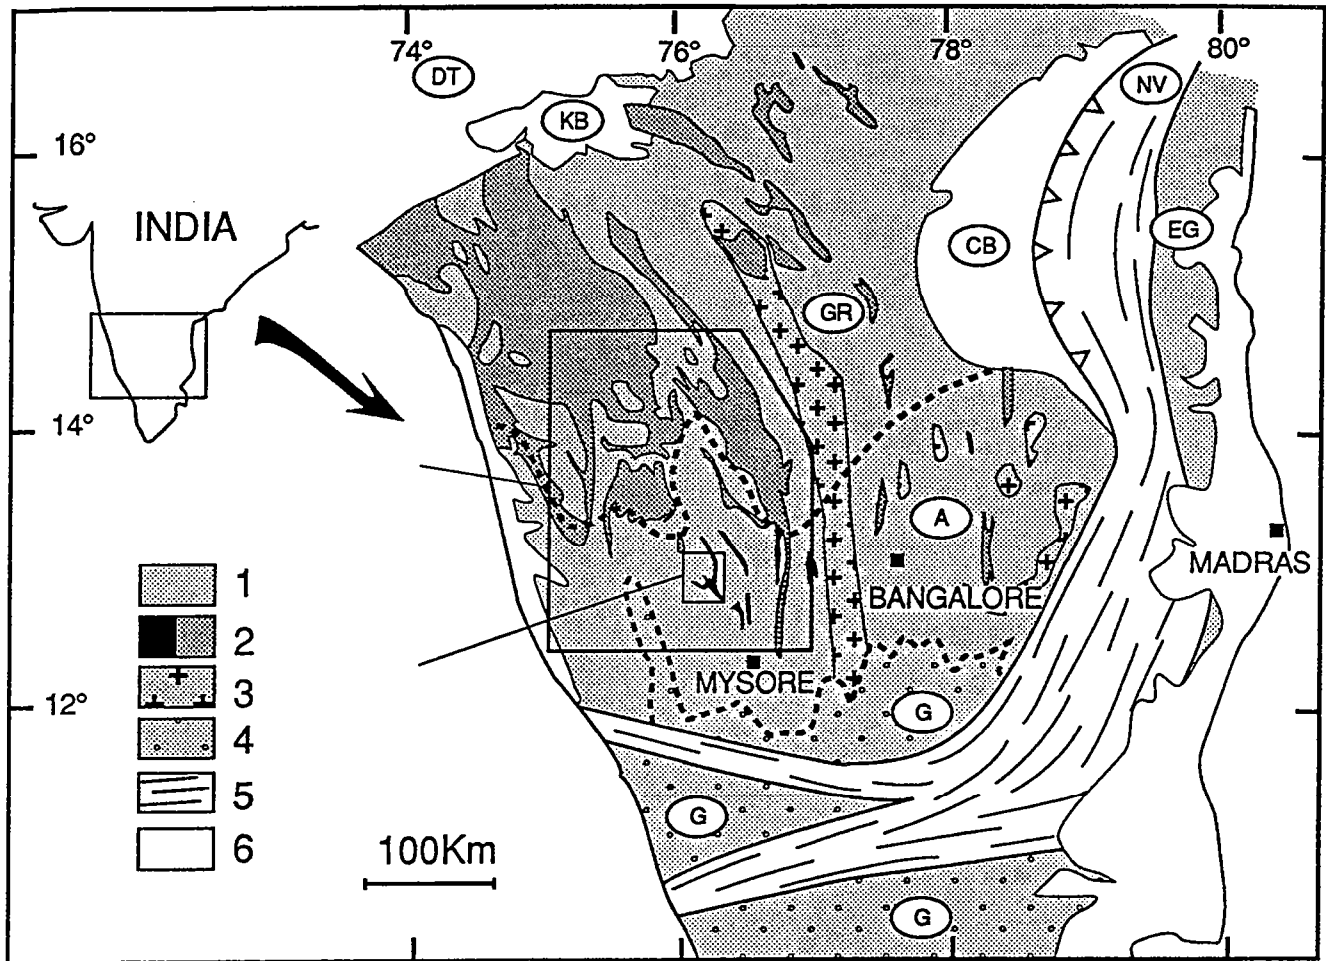 74° 76° 78° 80°
DT
NV
KB
16°
INDIA
EG
CB
GR
14°
A
MADRAS
1
BANGALORE
2
3
MYSORE
12°
G
4
5
G
6
100Km
G